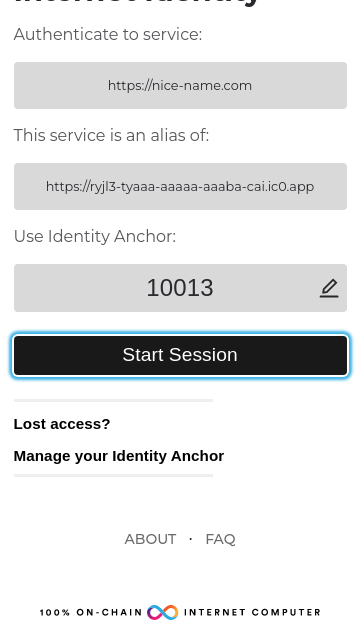 Internet Identity
Authenticate to service:
https://nice-name.com
This service is an alias of:
https://ryjl3-tyaaa-aaaaa-aaaba-cai.ic0.app
Use Identity Anchor:
10013
Start Session
Lost access?
Manage your Identity Anchor
ABOUT · FAQ
100% ON-CHAIN INTERNET COMPUTER